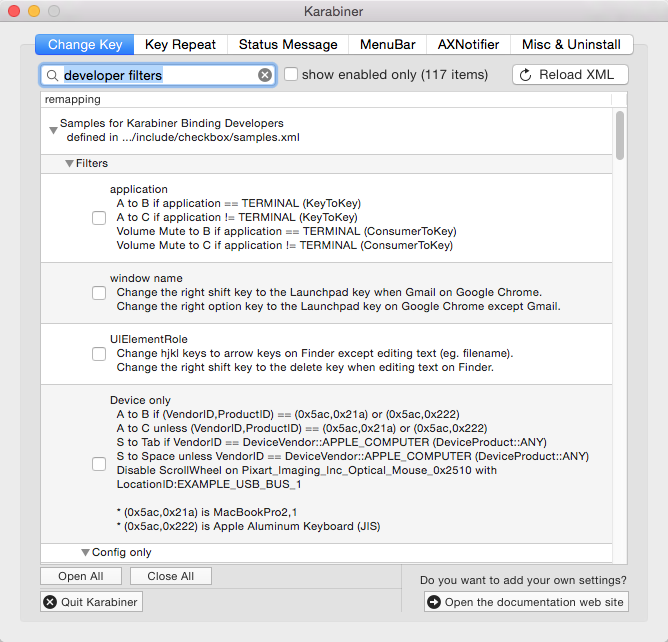 Karabiner
Change Key Key Repeat Status Message MenuBar AXNotifier Misc & Uninstall
developer filters show enabled only (117 items) Reload XML
remapping
Samples for Karabiner Binding Developers
defined in .../include/checkbox/samples.xml
Filters
application
A to B if application == TERMINAL (KeyToKey)
A to C if application != TERMINAL (KeyToKey)
Volume Mute to B if application == TERMINAL (ConsumerToKey)
Volume Mute to C if application != TERMINAL (ConsumerToKey)
window name
Change the right shift key to the Launchpad key when Gmail on Google Chrome.
Change the right option key to the Launchpad key on Google Chrome except Gmail.
UIElementRole
Change hjkl keys to arrow keys on Finder except editing text (eg. filename).
Change the right shift key to the delete key when editing text on Finder.
Device only
A to B if (VendorID,ProductID) == (0x5ac,0x21a) or (0x5ac,0x222)
A to C unless (VendorID,ProductID) == (0x5ac,0x21a) or (0x5ac,0x222)
S to Tab if VendorID == DeviceVendor::APPLE_COMPUTER (DeviceProduct::ANY)
S to Space unless VendorID == DeviceVendor::APPLE_COMPUTER (DeviceProduct::ANY)
Disable ScrollWheel on Pixart_Imaging_Inc_Optical_Mouse_0x2510 with
LocationID:EXAMPLE_USB_BUS_1
* (0x5ac,0x21a) is MacBookPro2,1
* (0x5ac,0x222) is Apple Aluminum Keyboard (JIS)
Config only
Open All Close All
Do you want to add your own settings?
Quit Karabiner Open the documentation web site